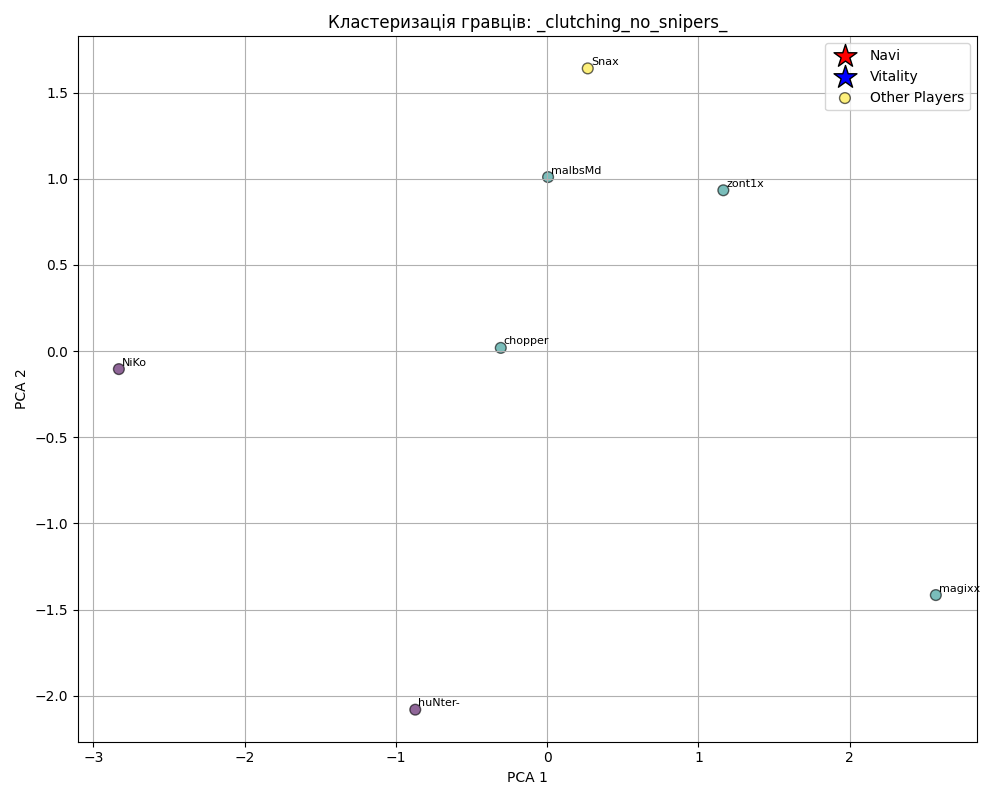 Кластеризація гравців: _clutching_no_snipers_
Navi
Vitality
Other Players
Snax
malbsMd
zont1x
chopper
NiKo
magixx
huNter-
1.5
1.0
0.5
0.0
−0.5
−1.0
−1.5
−2.0
PCA 2
−3
−2
−1
0
1
2
PCA 1